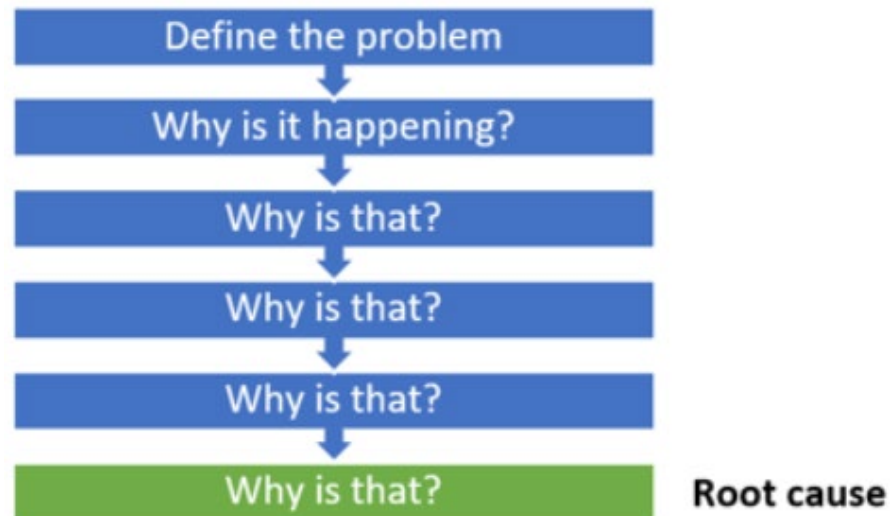 Define the problem
Why is it happening?
Why is that?
Why is that?
Why is that?
Why is that?
Root cause